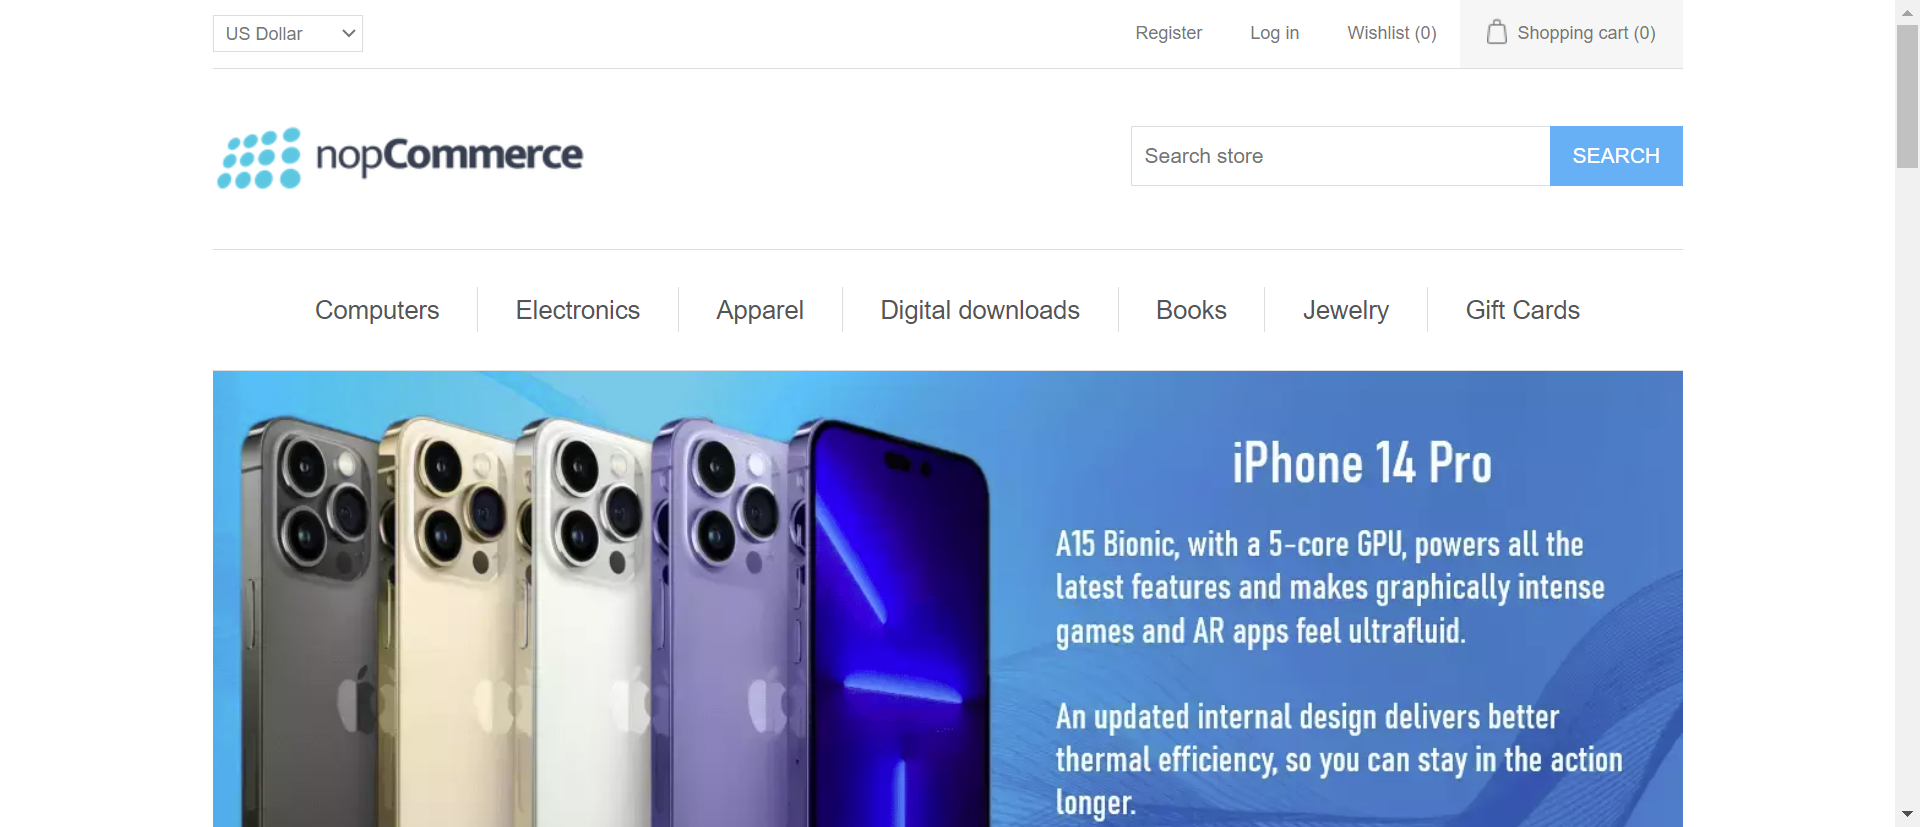 US Dollar
Register
Log in
Wishlist (0)
Shopping cart (0)
nopCommerce
Search store
SEARCH
Computers
Electronics
Apparel
Digital downloads
Books
Jewelry
Gift Cards
iPhone 14 Pro
A15 Bionic, with a 5-core GPU, powers all the
latest features and makes graphically intense
games and AR apps feel ultrafluid.
An updated internal design delivers better
thermal efficiency, so you can stay in the action
longer.